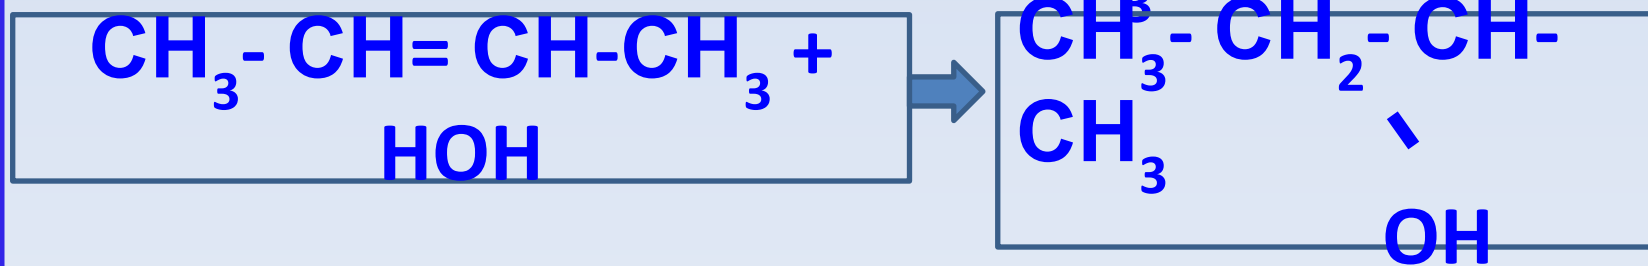 CH₃- CH= CH-CH₃ +
HOH
CH₃- CH₂- CH-
CH₃
OH